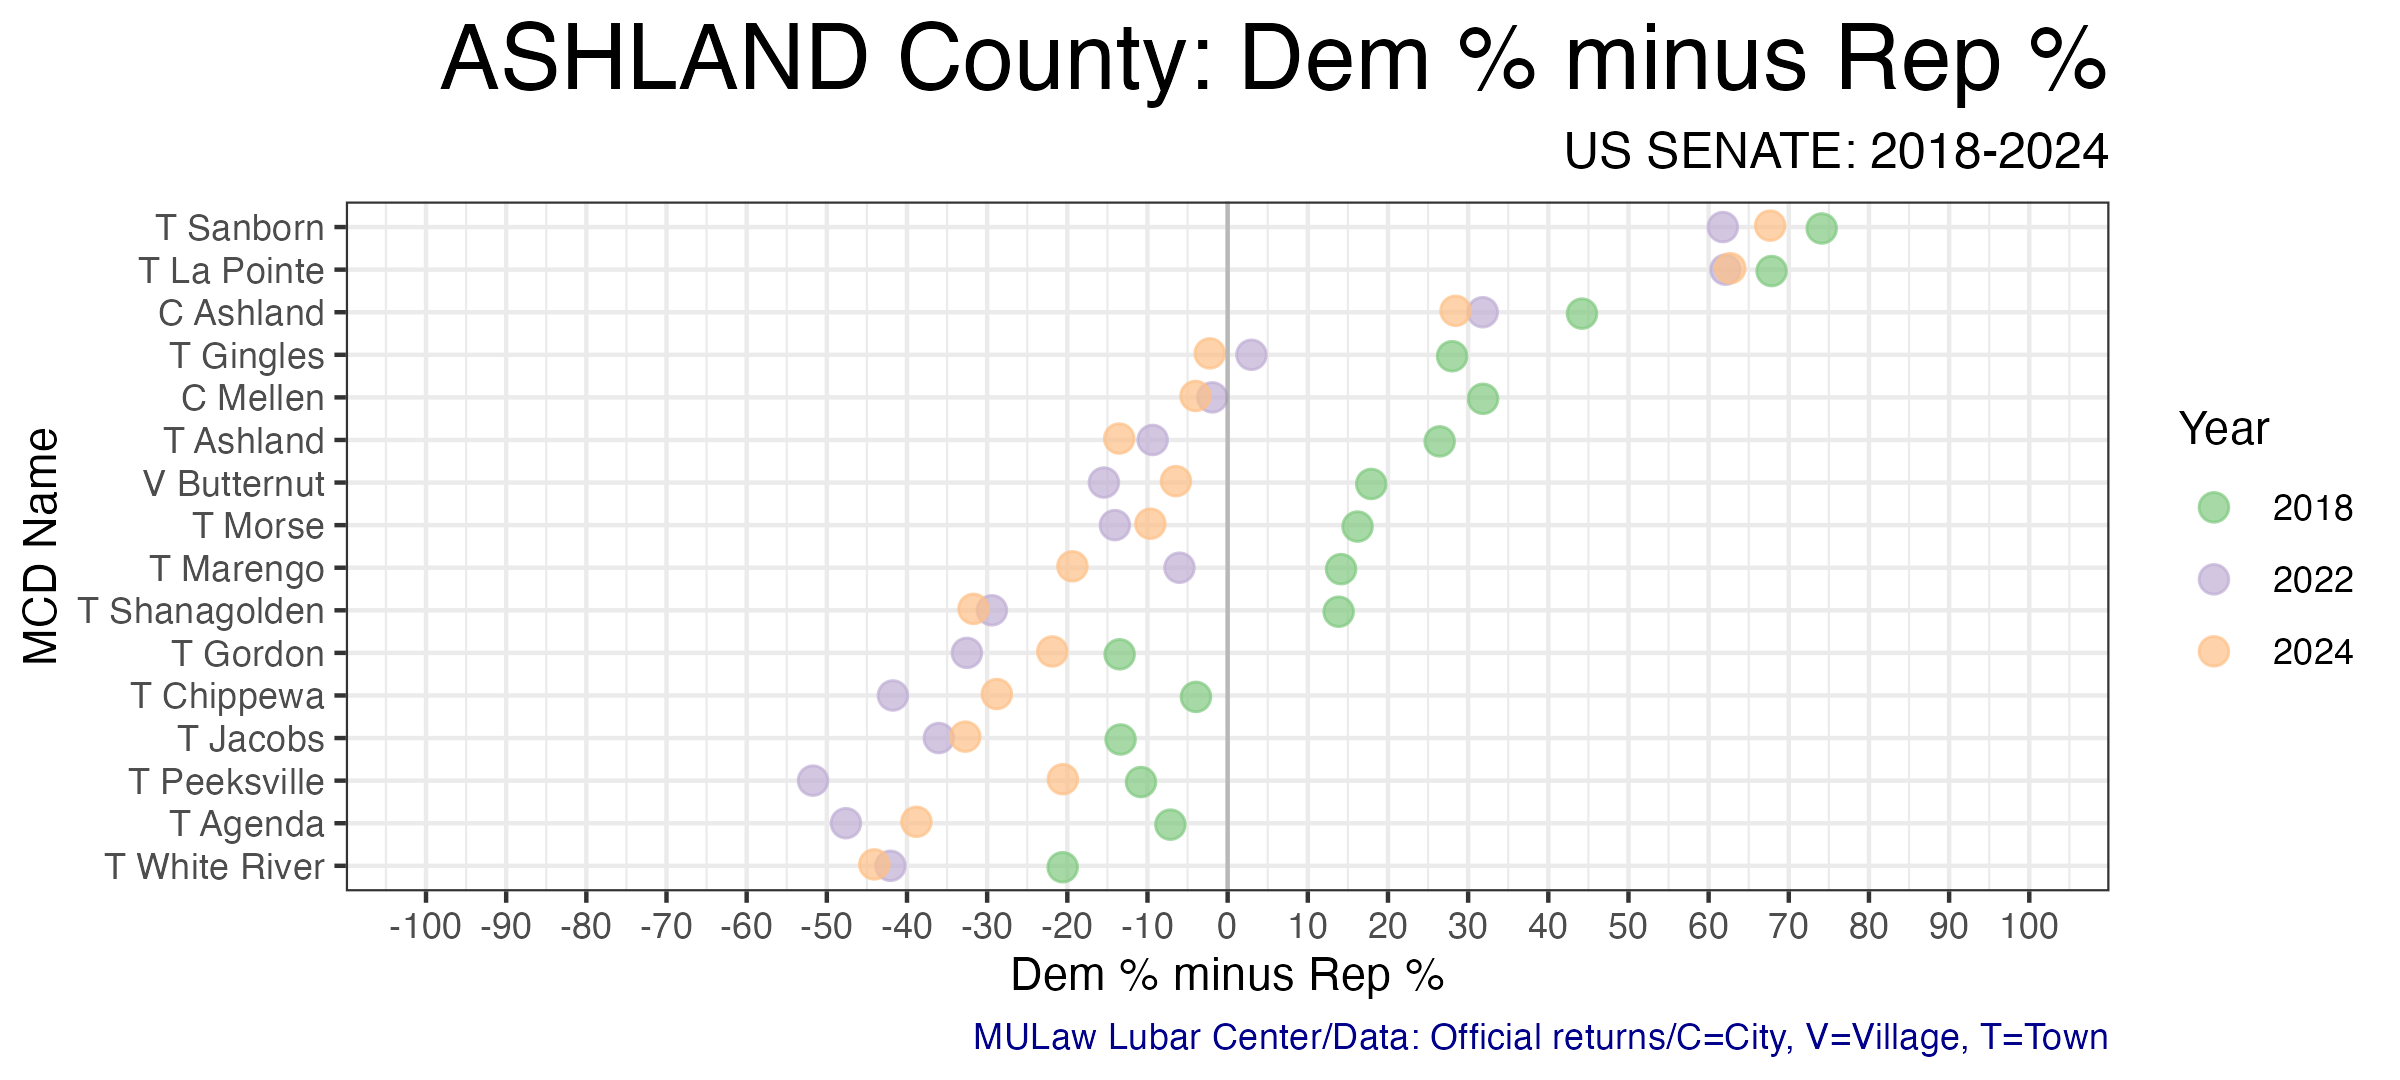 ASHLAND County: Dem % minus Rep %
US SENATE: 2018-2024
MCD Name
T Sanborn
T La Pointe
C Ashland
T Gingles
C Mellen
T Ashland
V Butternut
T Morse
T Marengo
T Shanagolden
T Gordon
T Chippewa
T Jacobs
T Peeksville
T Agenda
T White River
-100 -90 -80 -70 -60 -50 -40 -30 -20 -10 0 10 20 30 40 50 60 70 80 90 100
Dem % minus Rep %
Year
2018
2022
2024
MULaw Lubar Center/Data: Official returns/C=City, V=Village, T=Town